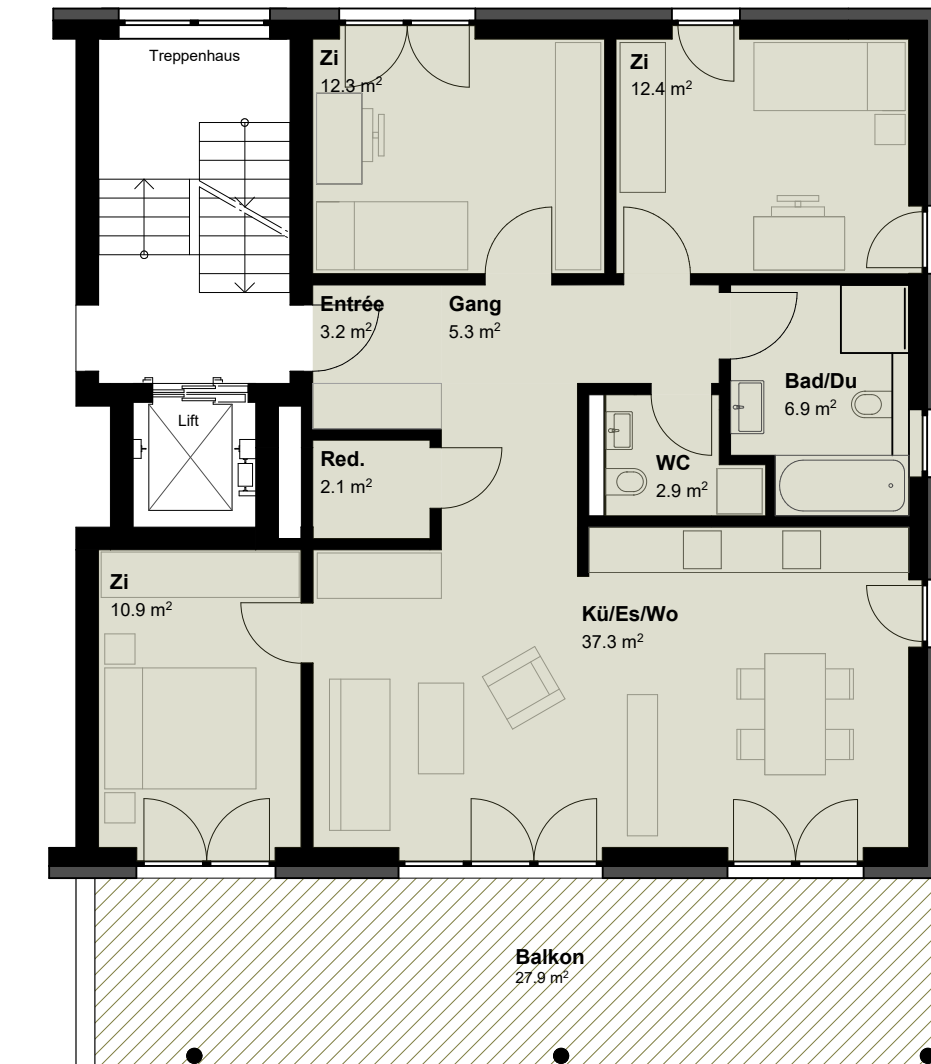 Treppenhaus
Zi
12.3 m²
Zi
12.4 m²
Entrée
3.2 m²
Gang
5.3 m²
Bad/Du
6.9 m²
Lift
Red.
2.1 m²
WC
2.9 m²
Zi
10.9 m²
Kü/Es/Wo
37.3 m²
Balkon
27.9 m²